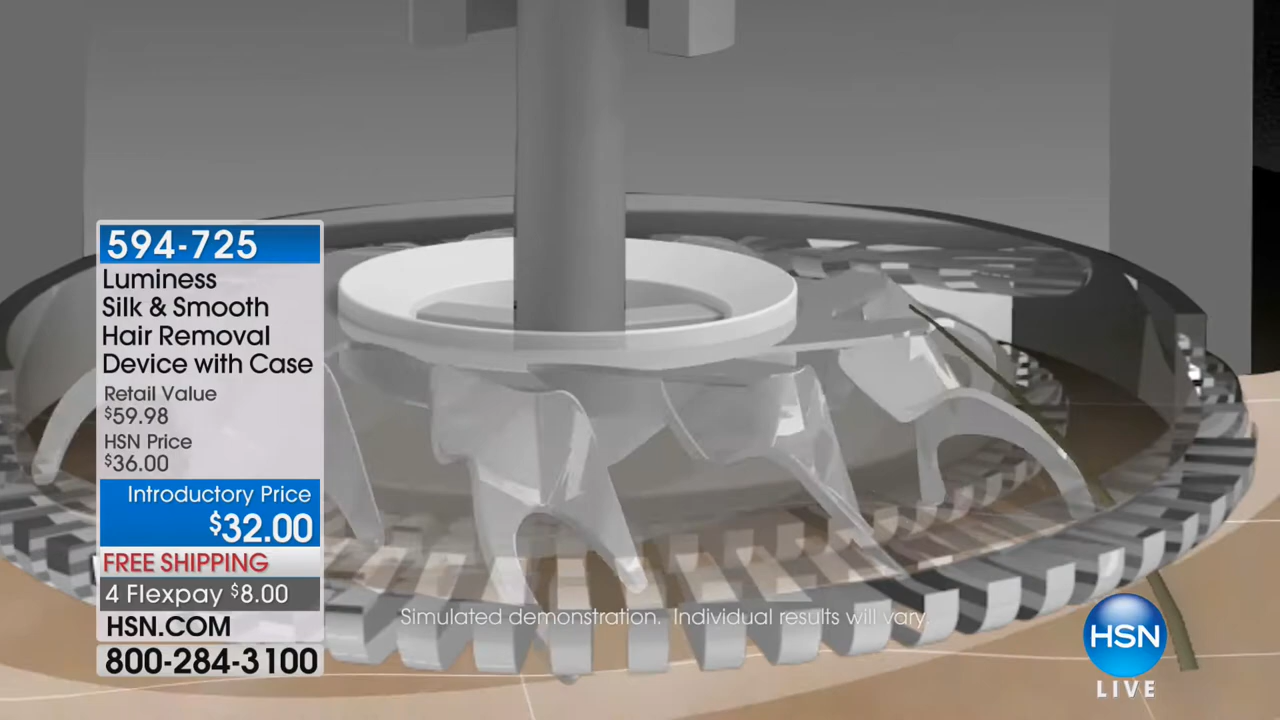 594-725
Luminess
Silk & Smooth
Hair Removal
Device with Case
Retail Value
$59.98
HSN Price
$36.00
Introductory Price
$32.00
FREE SHIPPING
4 Flexpay $8.00
HSN.COM
800-284-3100
Simulated demonstration. Individual results will vary.
HSN
LIVE